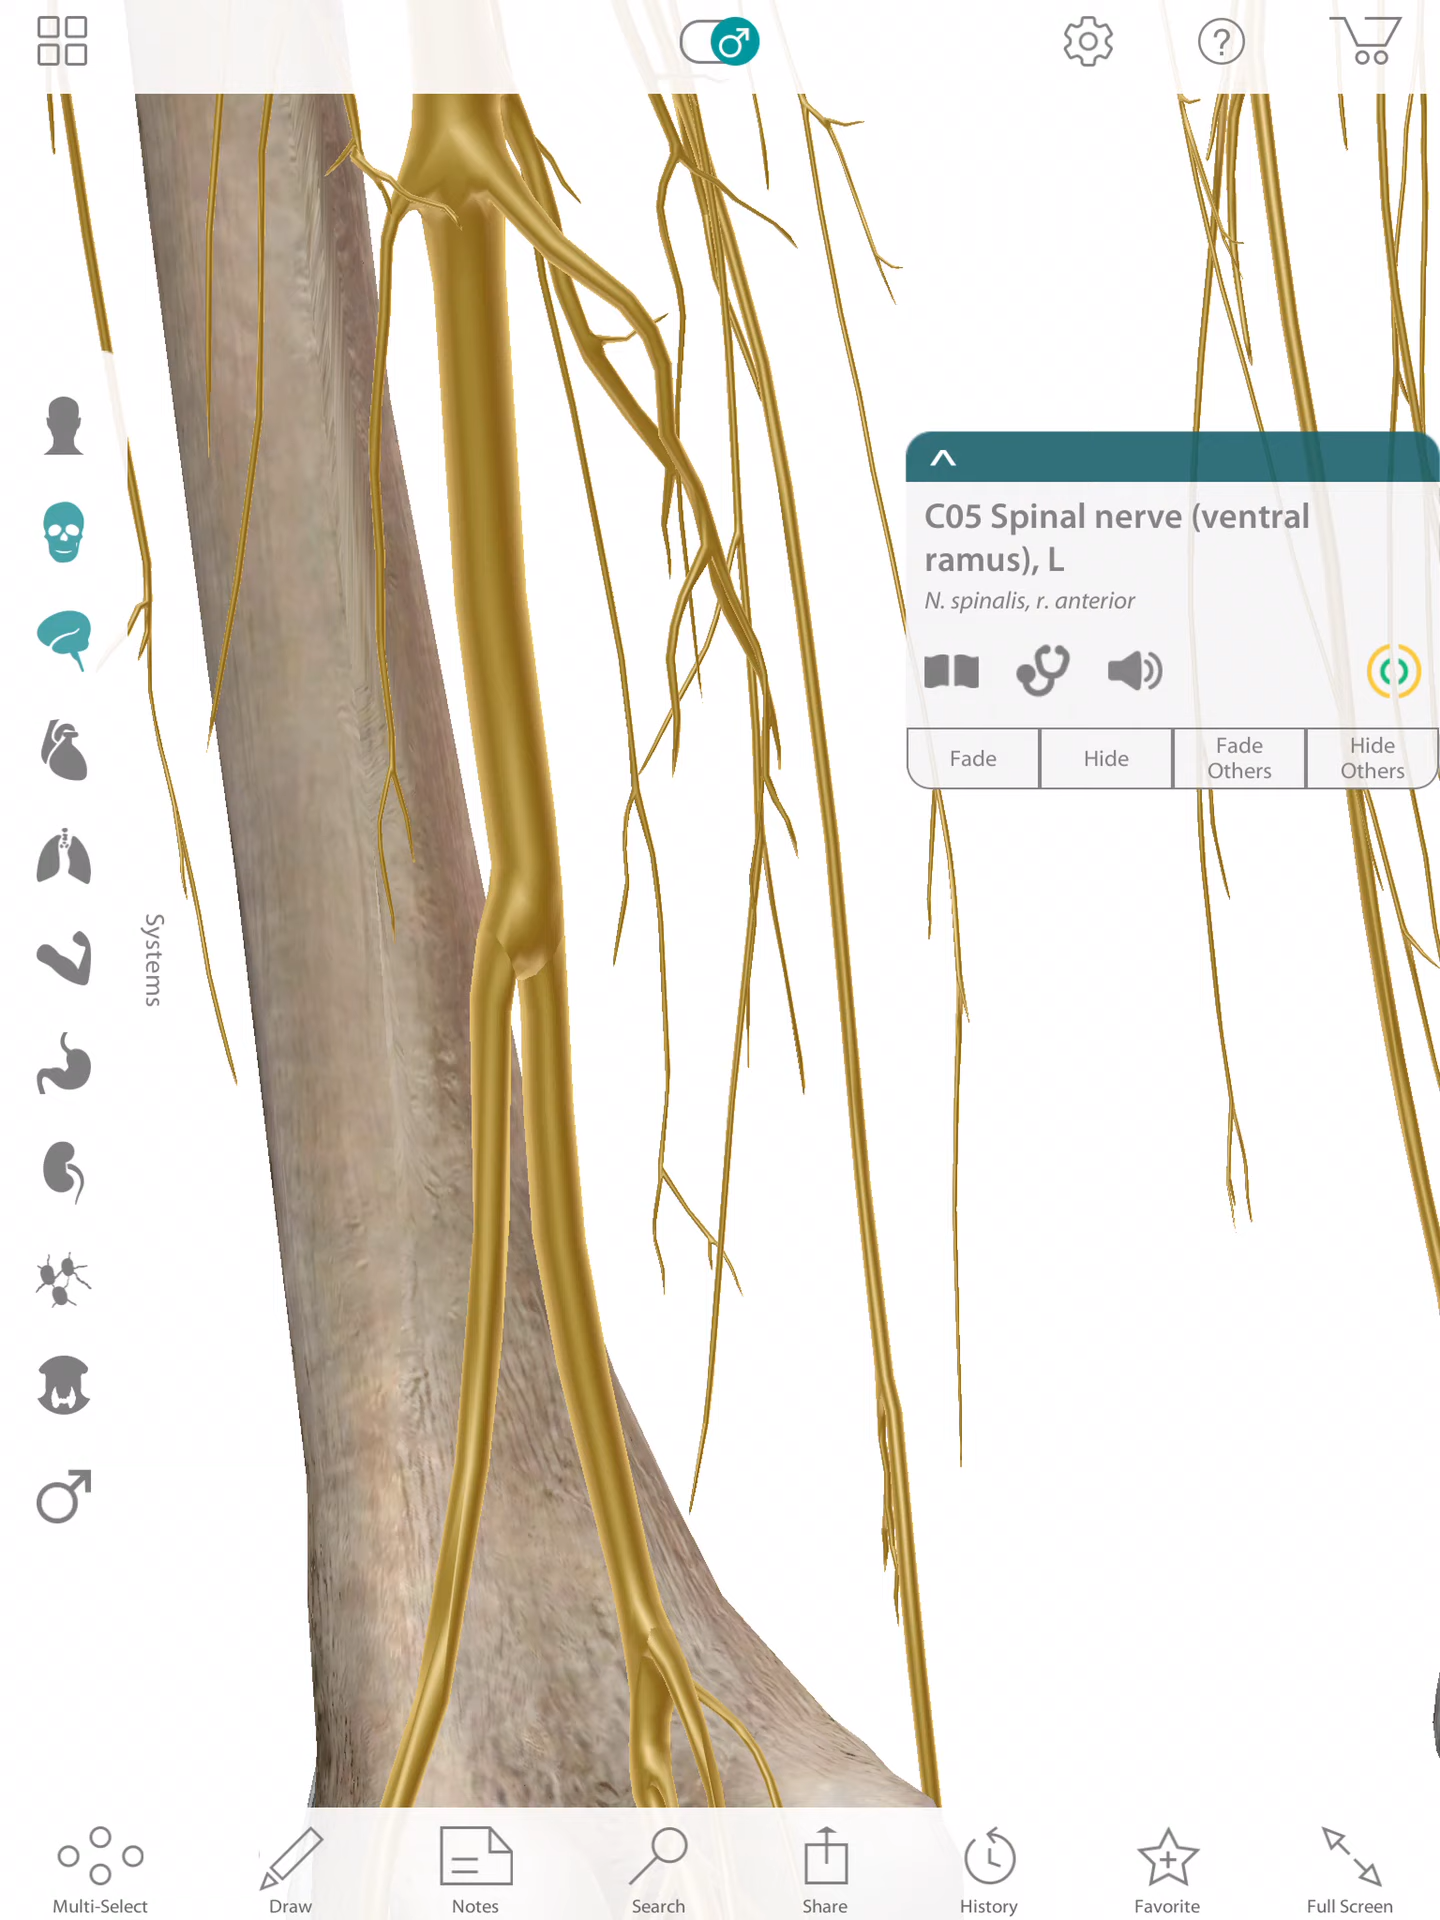 C05 Spinal nerve (ventral
ramus), L
N. spinalis, r. anterior
Fade
Hide
Fade
Others
Hide
Others
Systems
Multi-Select
Draw
Notes
Search
Share
History
Favorite
Full Screen